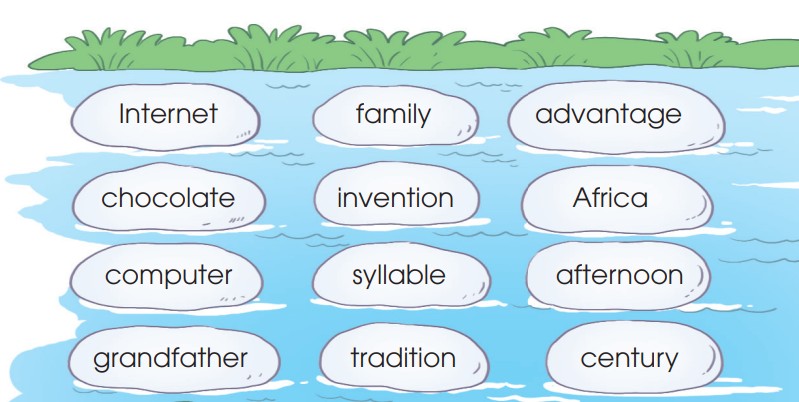 Internet family advantage
chocolate invention Africa
computer syllable afternoon
grandfather tradition century